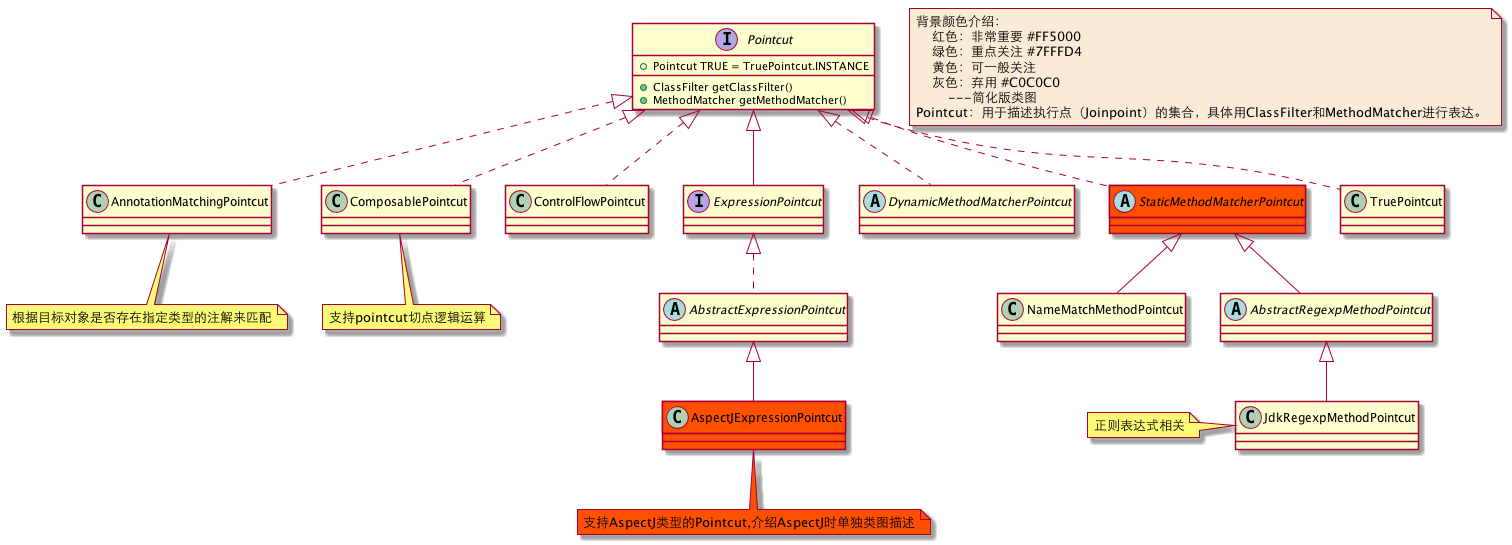 Pointcut
Pointcut TRUE = TruePointcut.INSTANCE
ClassFilter getClassFilter()
MethodMatcher getMethodMatcher()
背景颜色介绍：
红色：非常重要 #FF5000
绿色：重点关注 #7FFFD4
黄色：可一般关注
灰色：弃用 #C0C0C0
---简化版类图
Pointcut：用于描述执行点（Joinpoint）的集合，具体用ClassFilter和MethodMatcher进行表达。
AnnotationMatchingPointcut
ComposablePointcut
ControlFlowPointcut
ExpressionPointcut
DynamicMethodMatcherPointcut
StaticMethodMatcherPointcut
TruePointcut
根据目标对象是否存在指定类型的注解来匹配
支持pointcut切点逻辑运算
AbstractExpressionPointcut
NameMatchMethodPointcut
AbstractRegexpMethodPointcut
AspectJExpressionPointcut
正则表达式相关
JdkRegexpMethodPointcut
支持AspectJ类型的Pointcut,介绍AspectJ时单独类图描述